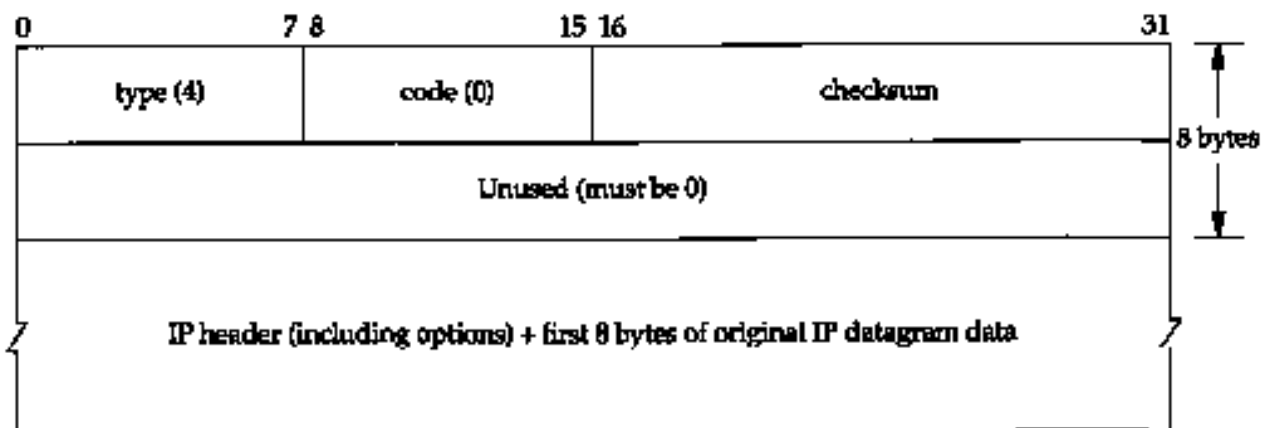 0 7 8 15 16 31
type (4) code (0) checksum
8 bytes
Unused (must be 0)
IP header (including options) + first 8 bytes of original IP datagram data